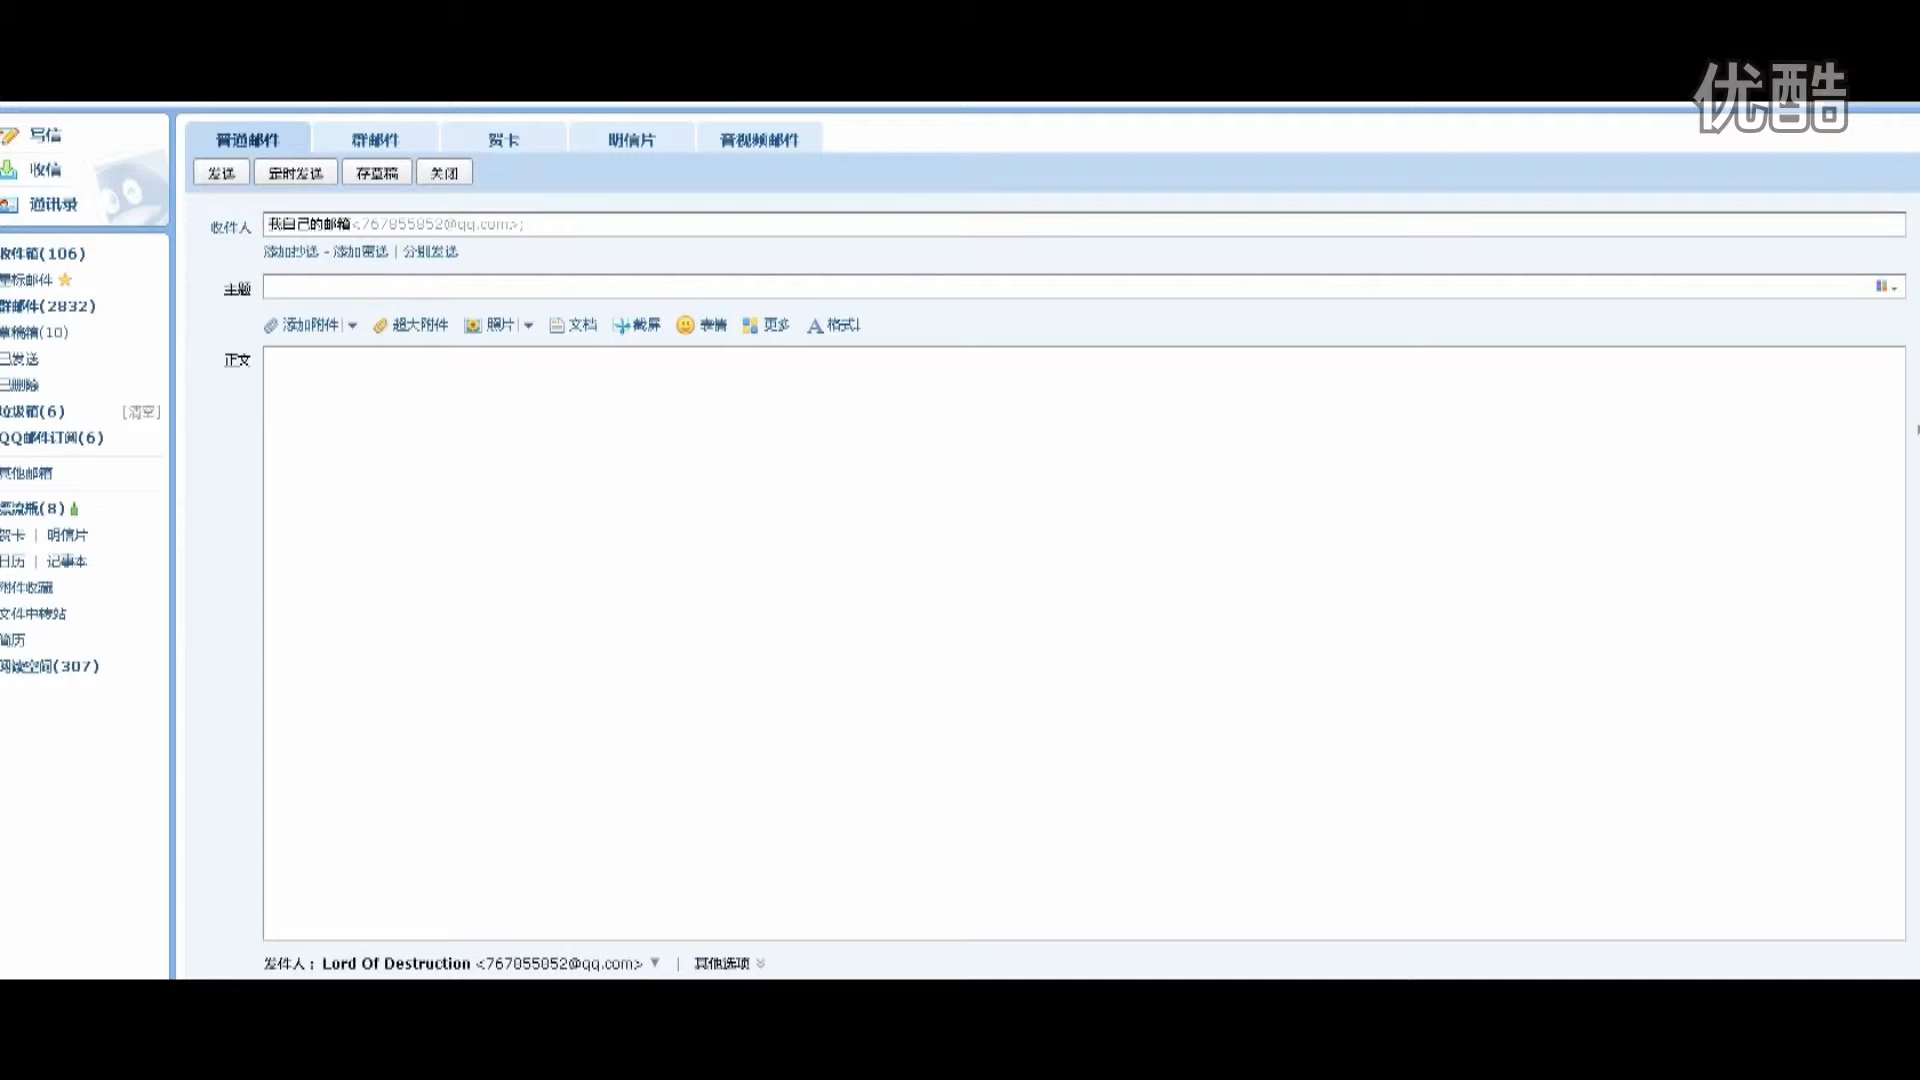 优酷
写信
收信
通讯录
普通邮件 群邮件 贺卡 明信片 音视频邮件
发送 定时发送 存草稿 关闭
收件人 我自己的邮箱<767855852@qq.com>;
添加抄送 - 添加密送 | 分别发送
主题
添加附件 | 超大附件 照片 | 文档 截屏 表情 更多 格式↓
正文
收件箱(106)
星标邮件
群邮件(2832)
草稿箱(10)
已发送
已删除
垃圾箱(6) [清空]
QQ邮件订阅(6)
其他邮箱
漂流瓶(8)
贺卡 | 明信片
日历 | 记事本
附件收藏
文件中转站
简历
阅读空间(307)
发件人：Lord Of Destruction <767055052@qq.com> | 其他选项